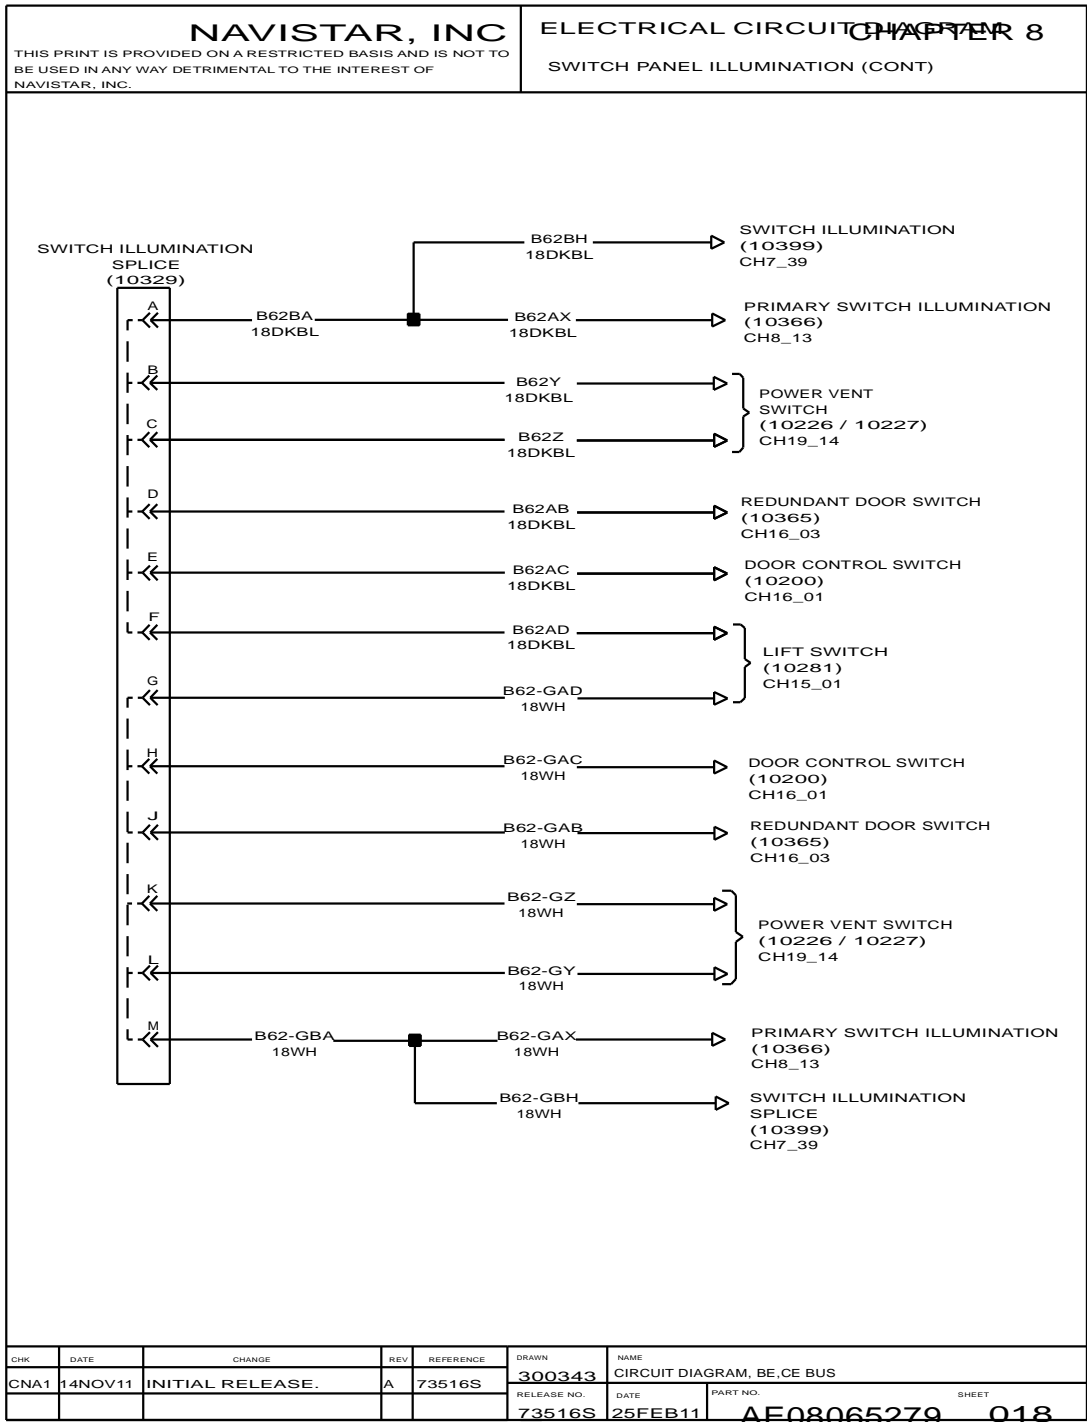 NAVISTAR, INC
THIS PRINT IS PROVIDED ON A RESTRICTED BASIS AND IS NOT TO
BE USED IN ANY WAY DETRIMENTAL TO THE INTEREST OF
NAVISTAR, INC.
ELECTRICAL CIRCUIT DIAGRAM
CHAPTER 8
SWITCH PANEL ILLUMINATION (CONT)
SWITCH ILLUMINATION
SPLICE
(10329)
B62BH
18DKBL
SWITCH ILLUMINATION
(10399)
CH7_39
A
B62BA
18DKBL
B62AX
18DKBL
PRIMARY SWITCH ILLUMINATION
(10366)
CH8_13
B
B62Y
18DKBL
C
B62Z
18DKBL
POWER VENT
SWITCH
(10226 / 10227)
CH19_14
D
B62AB
18DKBL
REDUNDANT DOOR SWITCH
(10365)
CH16_03
E
B62AC
18DKBL
DOOR CONTROL SWITCH
(10200)
CH16_01
F
B62AD
18DKBL
LIFT SWITCH
(10281)
CH15_01
G
B62-GAD
18WH
H
B62-GAC
18WH
DOOR CONTROL SWITCH
(10200)
CH16_01
J
B62-GAB
18WH
REDUNDANT DOOR SWITCH
(10365)
CH16_03
K
B62-GZ
18WH
POWER VENT SWITCH
(10226 / 10227)
CH19_14
L
B62-GY
18WH
M
B62-GBA
18WH
B62-GAX
18WH
PRIMARY SWITCH ILLUMINATION
(10366)
CH8_13
B62-GBH
18WH
SWITCH ILLUMINATION
SPLICE
(10399)
CH7_39
CHK DATE CHANGE REV REFERENCE
CNA1 14NOV11 INITIAL RELEASE. A 73516S
DRAWN
300343
NAME
CIRCUIT DIAGRAM, BE,CE BUS
RELEASE NO.
73516S
DATE
25FEB11
PART NO.
AE08065279
SHEET
018